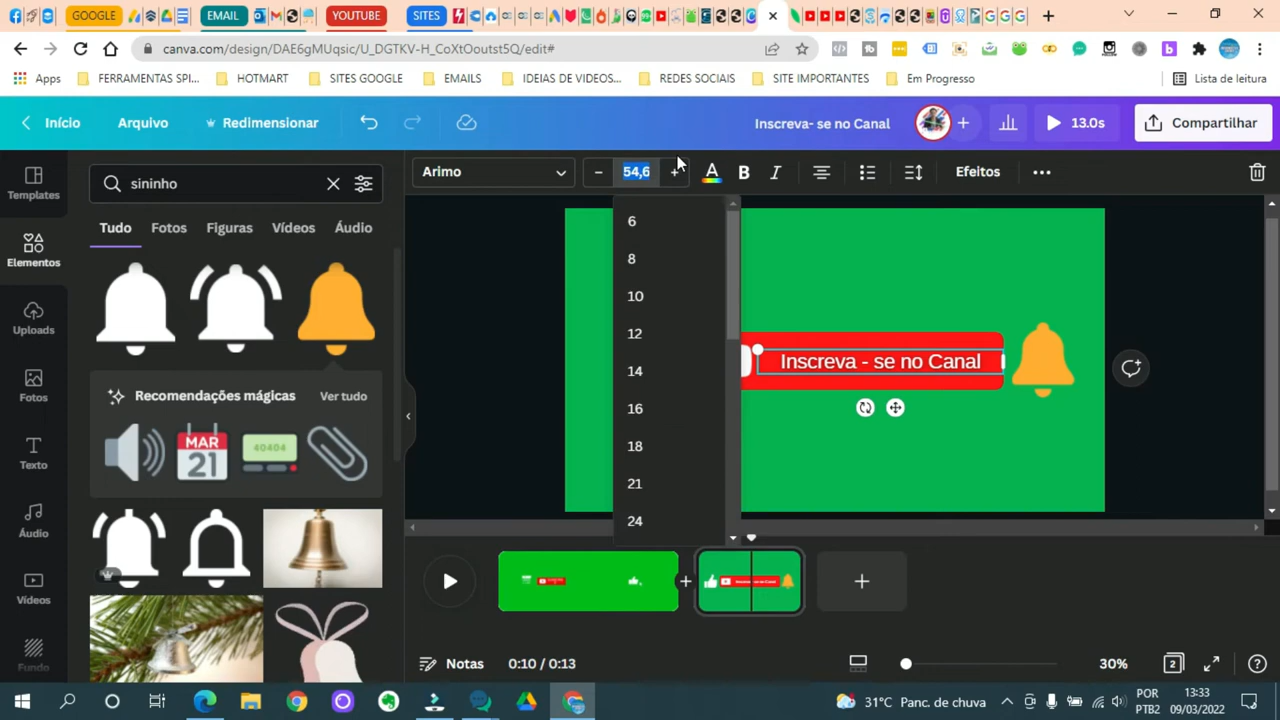 GOOGLE
EMAIL
YOUTUBE
SITES
canva.com/design/DAE6gMUqsic/U_DGTKV-H_CoXtOoutst5Q/edit#
Apps FERRAMENTAS SPI... HOTMART SITES GOOGLE EMAILS IDEIAS DE VIDEOS... REDES SOCIAIS SITE IMPORTANTES Em Progresso Lista de leitura
Início Arquivo Redimensionar Inscreva- se no Canal 13.0s Compartilhar
Templates
Elementos
Uploads
Fotos
Texto
Áudio
Vídeos
Fundo
sininho
Tudo Fotos Figuras Vídeos Áudio
Recomendações mágicas Ver tudo
MAR
21
40404
Arimo 54,6 A B I Efeitos
6
8
10
12
14
16
18
21
24
Inscreva - se no Canal
Notas 0:10 / 0:13 30% 2
31°C Panc. de chuva
POR
PTB2
13:33
09/03/2022